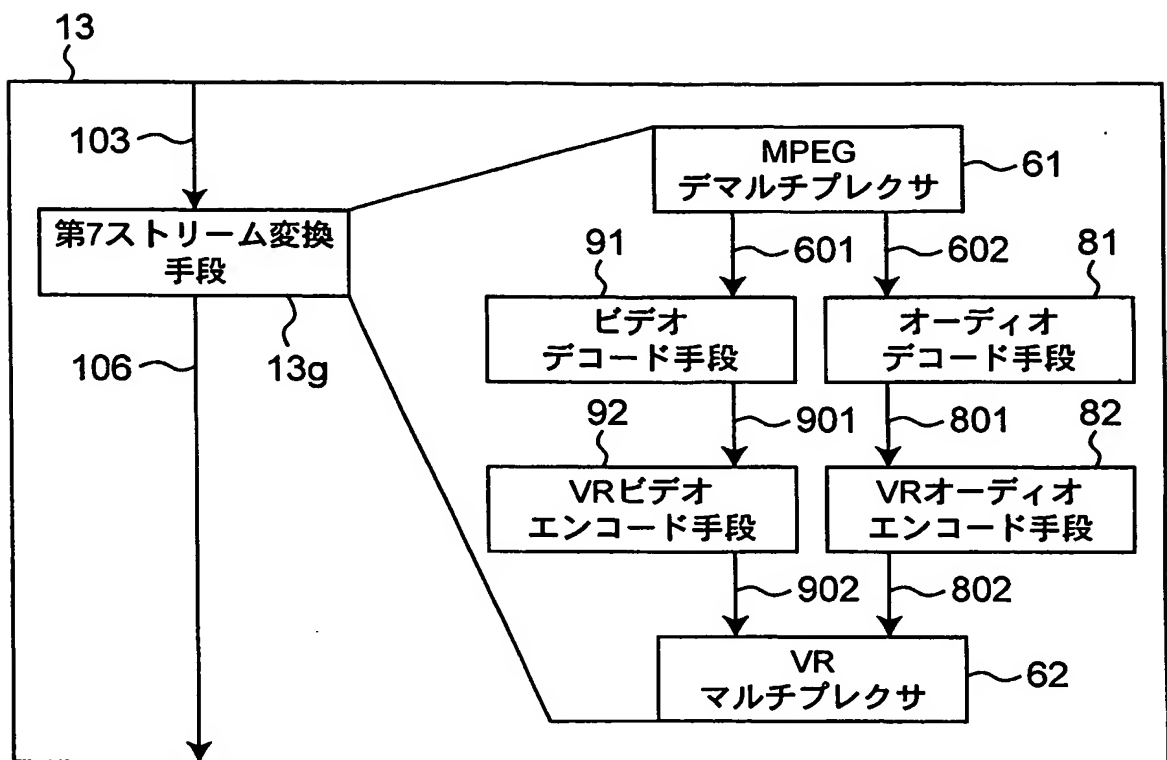 13
103
MPEG
デマルチプレクサ
61
第7ストリーム変換
手段
91
601
602
81
ビデオ
デコード手段
オーディオ
デコード手段
106
13g
92
901
801
82
VRビデオ
エンコード手段
VRオーディオ
エンコード手段
902
802
VR
マルチプレクサ
62